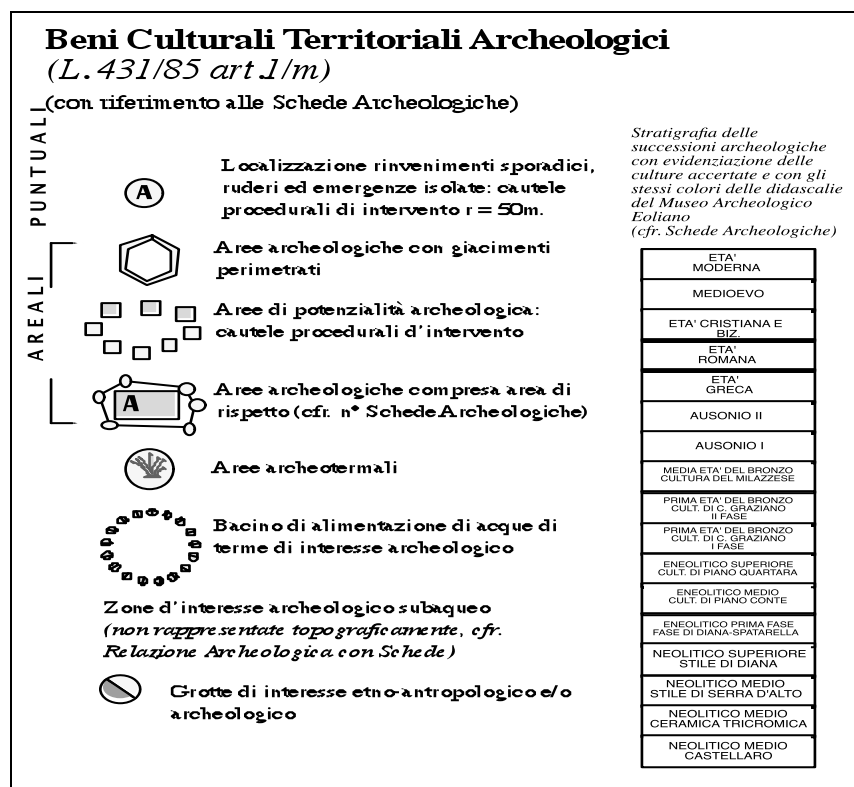 Beni Culturali Territoriali Archeologici
(L.431/85 art.1/m)
(con riferimento alle Schede Archeologiche)
PUNTUALI
A
Localizzazione rinvenimenti sporadici,
ruderi ed emergenze isolate: cautele
procedurali di intervento r = 50m.
AREALI
Aree archeologiche con giacimenti
perimetrati
Aree di potenzialità archeologica:
cautele procedurali d'intervento
A
Aree archeologiche compresa area di
rispetto (cfr. n° Schede Archeologiche)
Aree archeotermali
Bacino di alimentazione di acque di
terme di interesse archeologico
Zone d'interesse archeologico subaqueo
(non rappresentate topograficamente, cfr.
Relazione Archeologica con Schede)
Grotte di interesse etno-antropologico e/o
archeologico
Stratigrafia delle
successioni archeologiche
con evidenziazione delle
culture accertate e con gli
stessi colori delle didascalie
del Museo Archeologico
Eoliano
(cfr. Schede Archeologiche)
ETA'
MODERNA
MEDIOEVO
ETA' CRISTIANA E
BIZ.
ETA'
ROMANA
ETA'
GRECA
AUSONIO II
AUSONIO I
MEDIA ETA' DEL BRONZO
CULTURA DEL MILAZZESE
PRIMA ETA' DEL BRONZO
CULT. DI C. GRAZIANO
II FASE
PRIMA ETA' DEL BRONZO
CULT. DI C. GRAZIANO
I FASE
ENEOLITICO SUPERIORE
CULT. DI PIANO QUARTARA
ENEOLITICO MEDIO
CULT. DI PIANO CONTE
ENEOLITICO PRIMA FASE
FASE DI DIANA-SPATARELLA
NEOLITICO SUPERIORE
STILE DI DIANA
NEOLITICO MEDIO
STILE DI SERRA D'ALTO
NEOLITICO MEDIO
CERAMICA TRICROMICA
NEOLITICO MEDIO
CASTELLARO